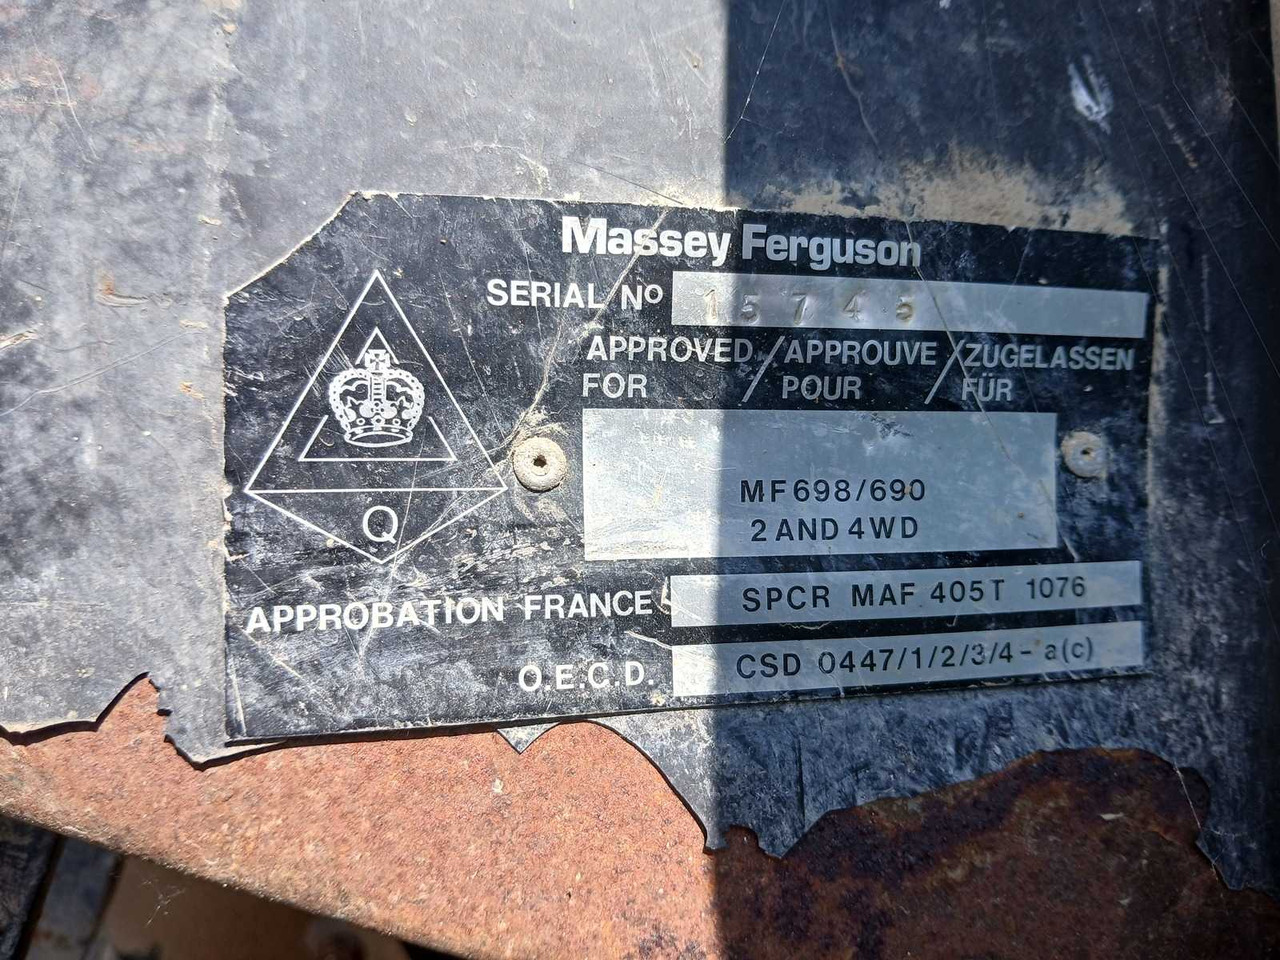 Massey Ferguson
SERIAL No 15745
APPROVED / APPROUVE / ZUGELASSEN
FOR / POUR / FÜR
MF698/690
2 AND 4WD
Q
APPROBATION FRANCE SPCR MAF 405T 1076
O.E.C.D. CSD 0447/1/2/3/4-a(c)